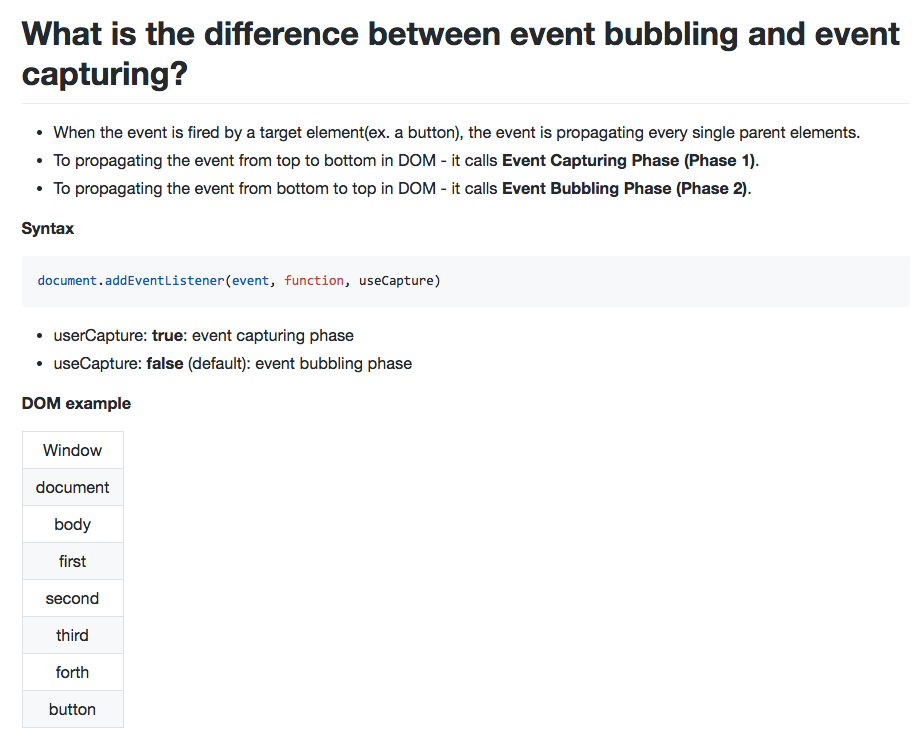 What is the difference between event bubbling and event
capturing?
When the event is fired by a target element(ex. a button), the event is propagating every single parent elements.
To propagating the event from top to bottom in DOM - it calls Event Capturing Phase (Phase 1).
To propagating the event from bottom to top in DOM - it calls Event Bubbling Phase (Phase 2).
Syntax
document.addEventListener(event, function, useCapture)
userCapture: true: event capturing phase
useCapture: false (default): event bubbling phase
DOM example
Window
document
body
first
second
third
forth
button